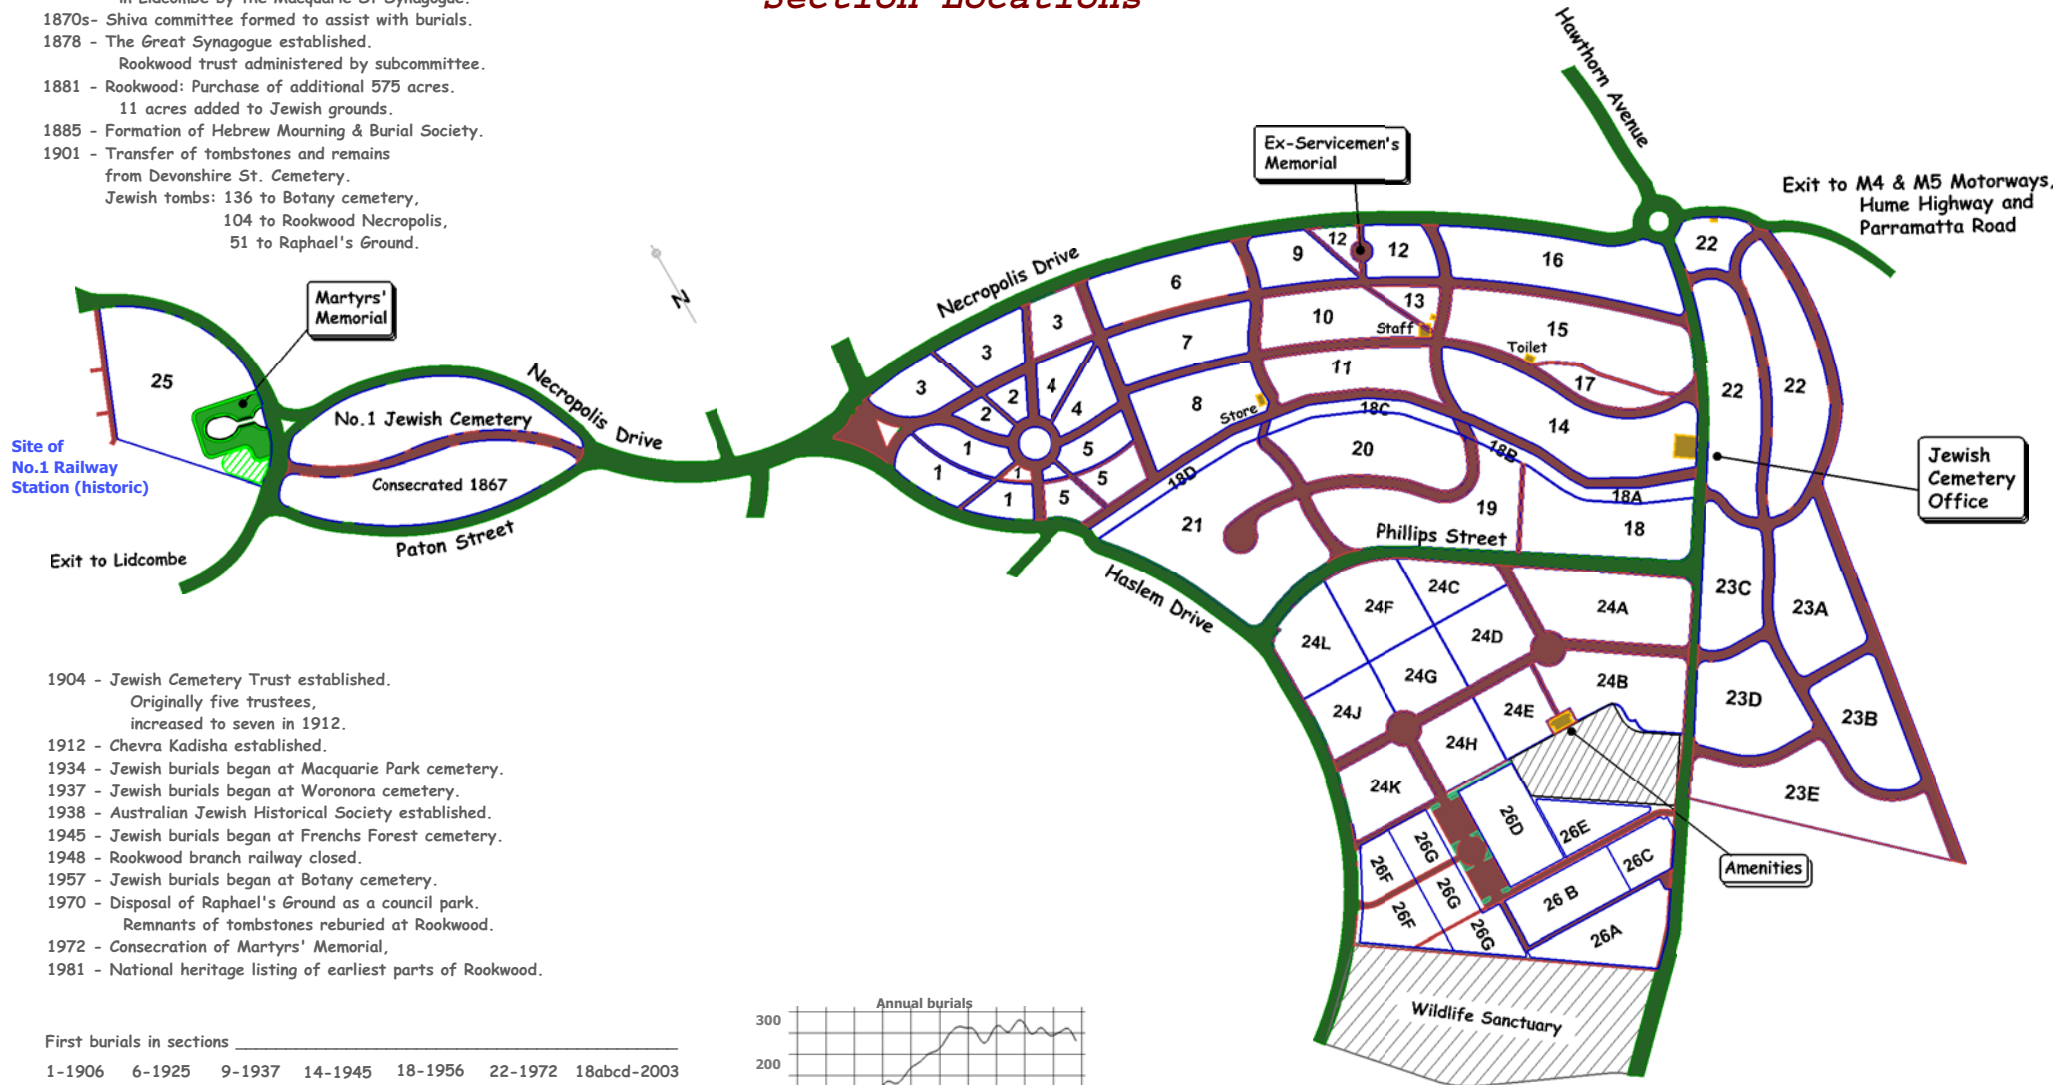 Section Locations
in Lidcombe by the Macquarie St Synagogue.
1870s- Shiva committee formed to assist with burials.
1878 - The Great Synagogue established.
Rookwood trust administered by subcommittee.
1881 - Rookwood: Purchase of additional 575 acres.
11 acres added to Jewish grounds.
1885 - Formation of Hebrew Mourning & Burial Society.
1901 - Transfer of tombstones and remains
from Devonshire St. Cemetery.
Jewish tombs: 136 to Botany cemetery,
104 to Rookwood Necropolis,
51 to Raphael's Ground.
Hawthorn Avenue
Ex-Servicemen's
Memorial
Exit to M4 & M5 Motorways,
Hume Highway and
Parramatta Road
N
Martyrs'
Memorial
Necropolis Drive
Necropolis Drive
25
No.1 Jewish Cemetery
Consecrated 1867
Paton Street
Site of
No.1 Railway
Station (historic)
Exit to Lidcombe
3
3
3
2
2
4
4
1
1
1
1
5
5
5
6
7
8
Store
9
10
11
12
12
13
Staff
16
15
Toilet
17
14
18C
18B
18A
18D
20
19
18
21
Phillips Street
Haslem Drive
22
22
22
Jewish
Cemetery
Office
23C
23A
23D
23B
23E
24C
24F
24A
24L
24D
24G
24B
24J
24E
24H
24K
26D
26E
26G
26F
26C
26G
26 B
26F
26G
26A
Amenities
Wildlife Sanctuary
1904 - Jewish Cemetery Trust established.
Originally five trustees,
increased to seven in 1912.
1912 - Chevra Kadisha established.
1934 - Jewish burials began at Macquarie Park cemetery.
1937 - Jewish burials began at Woronora cemetery.
1938 - Australian Jewish Historical Society established.
1945 - Jewish burials began at Frenchs Forest cemetery.
1948 - Rookwood branch railway closed.
1957 - Jewish burials began at Botany cemetery.
1970 - Disposal of Raphael's Ground as a council park.
Remnants of tombstones reburied at Rookwood.
1972 - Consecration of Martyrs' Memorial,
1981 - National heritage listing of earliest parts of Rookwood.
First burials in sections
1-1906 6-1925 9-1937 14-1945 18-1956 22-1972 18abcd-2003
Annual burials
300
200